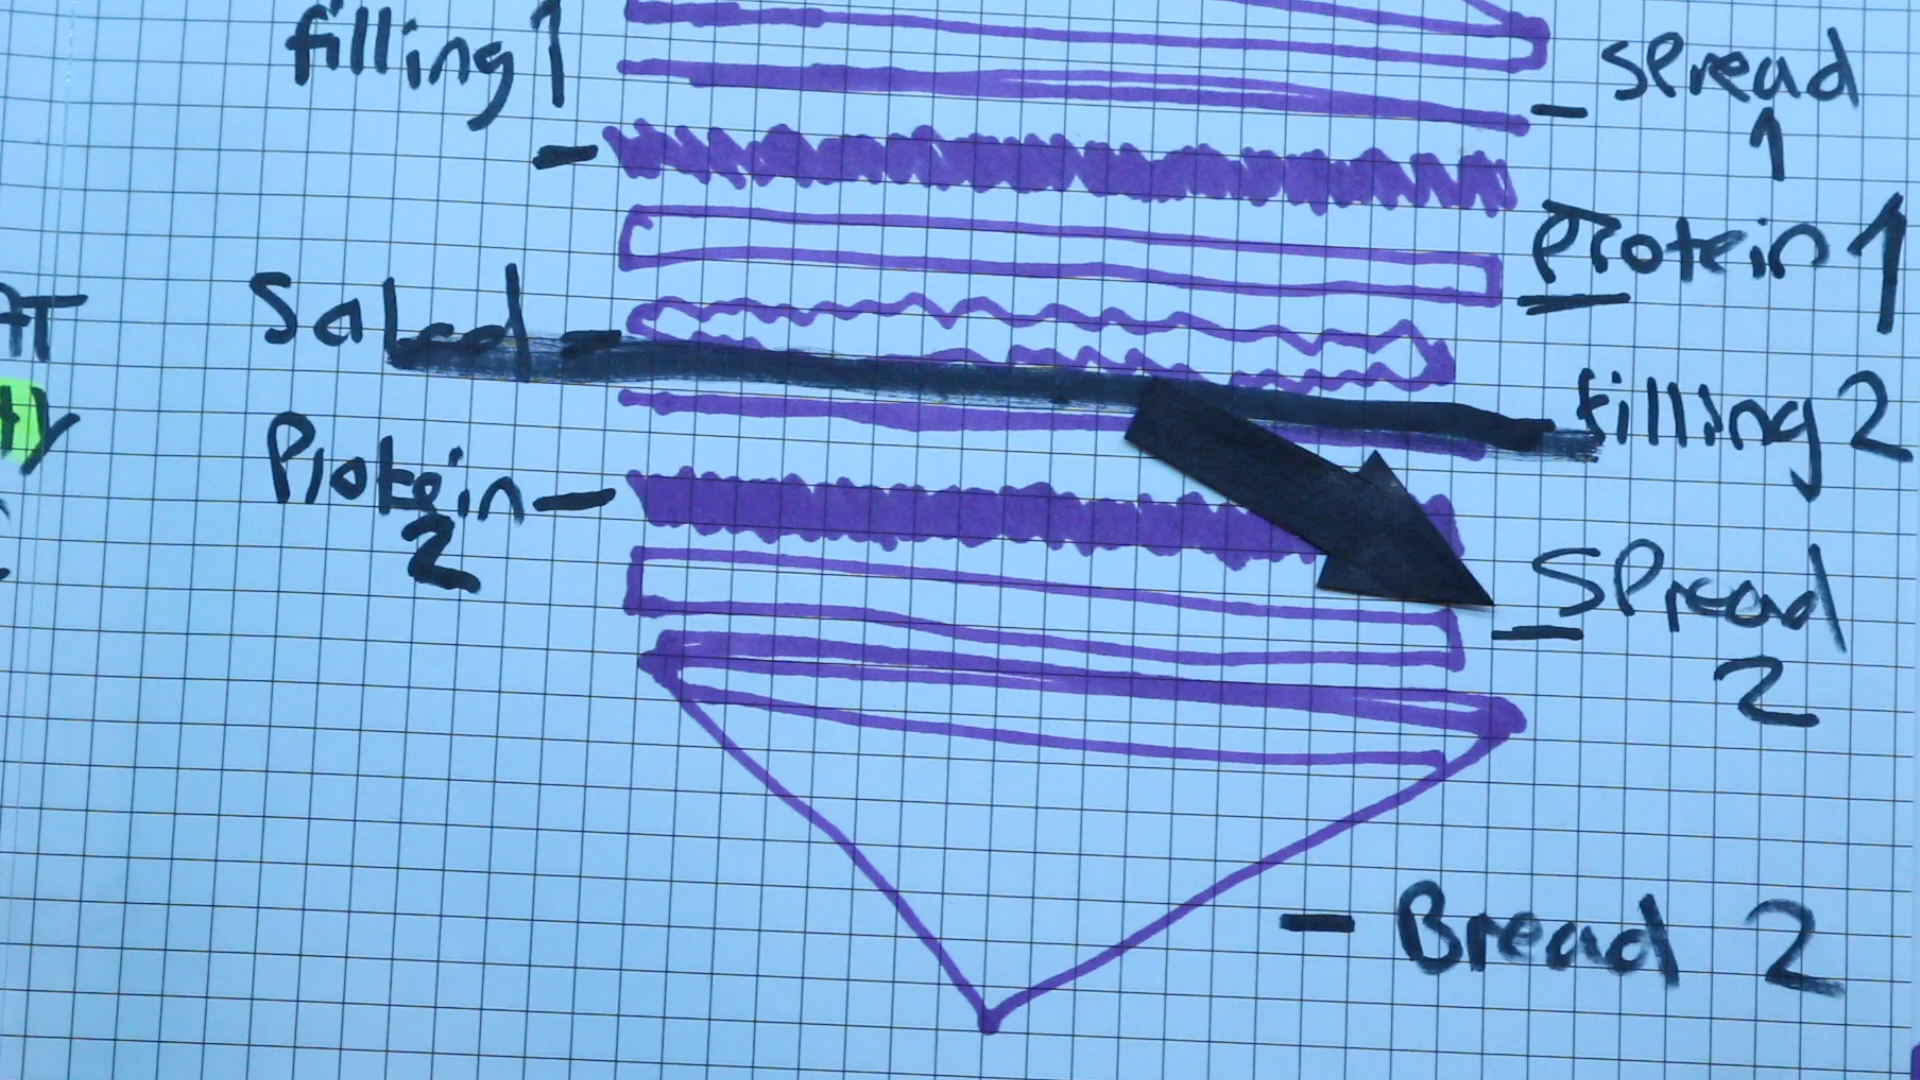 filling 1
Spread
1
Protein 1
Salad
filling 2
Protein
2
Spread
2
Bread 2